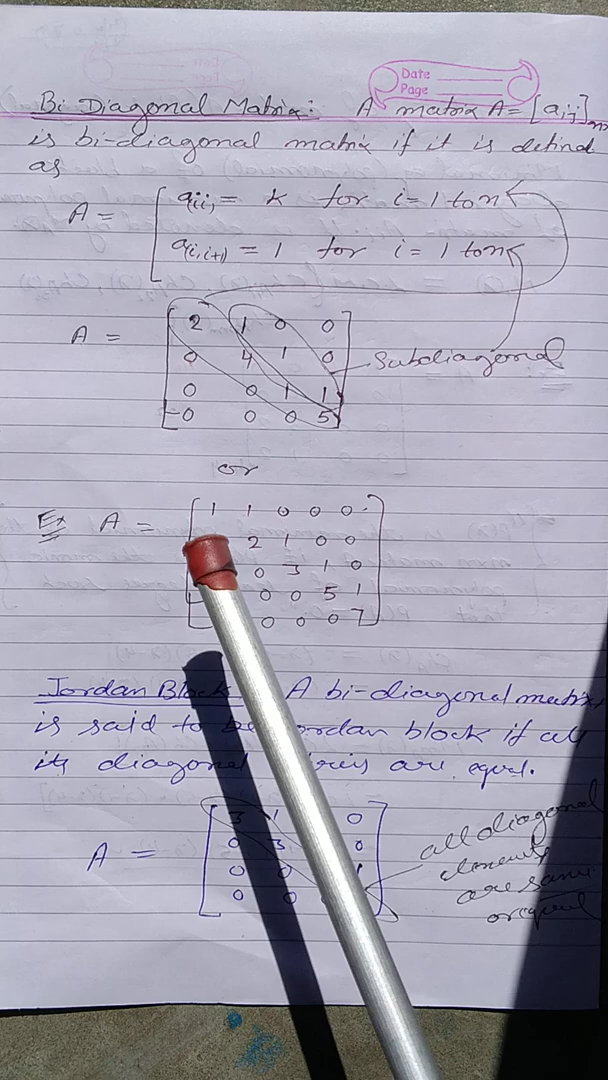 Date
Page
Bi Diagonal Matrix: A matrix A = [aij]n×n
is bi-diagonal matrix if it is defind
as
A = [ a(ii) = k for i = 1 to n
a(i,i+1) = 1 for i = 1 to n
A = [ 2 1 0 0
0 4 1 0
0 0 1 1
0 0 0 5 ]
Subdiagonal
or
Ex A = [ 1 1 0 0 0
2 1 0 0
0 3 1 0
0 0 5 1
0 0 0 7 ]
Jordan Block A bi-diagonal matrix
is said to be Jordan block if all
its diagonal are equal.
A = [ 3 1 0
0 3 0
0 0 1
0 0 ]
all diagonal
elements
are same
or equal